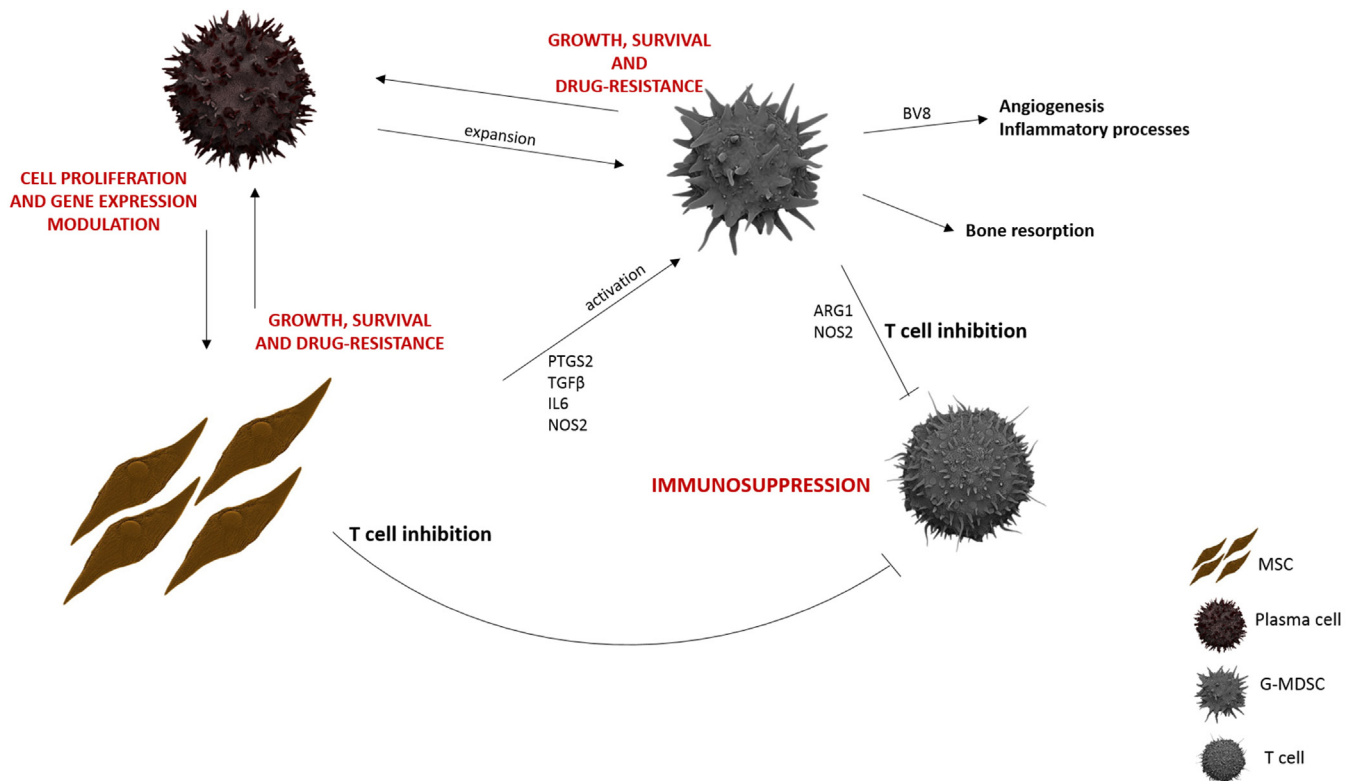 GROWTH, SURVIVAL
AND
DRUG-RESISTANCE
expansion
BV8
Angiogenesis
Inflammatory processes
CELL PROLIFERATION
AND GENE EXPRESSION
MODULATION
Bone resorption
activation
GROWTH, SURVIVAL
AND DRUG-RESISTANCE
ARG1
NOS2
T cell inhibition
PTGS2
TGFβ
IL6
NOS2
IMMUNOSUPPRESSION
T cell inhibition
MSC
Plasma cell
G-MDSC
T cell